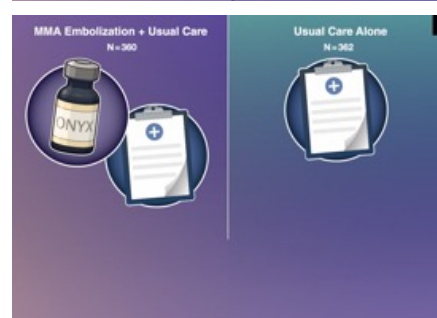 MMA Embolization + Usual Care
N=360
ONYX
Usual Care Alone
N=362